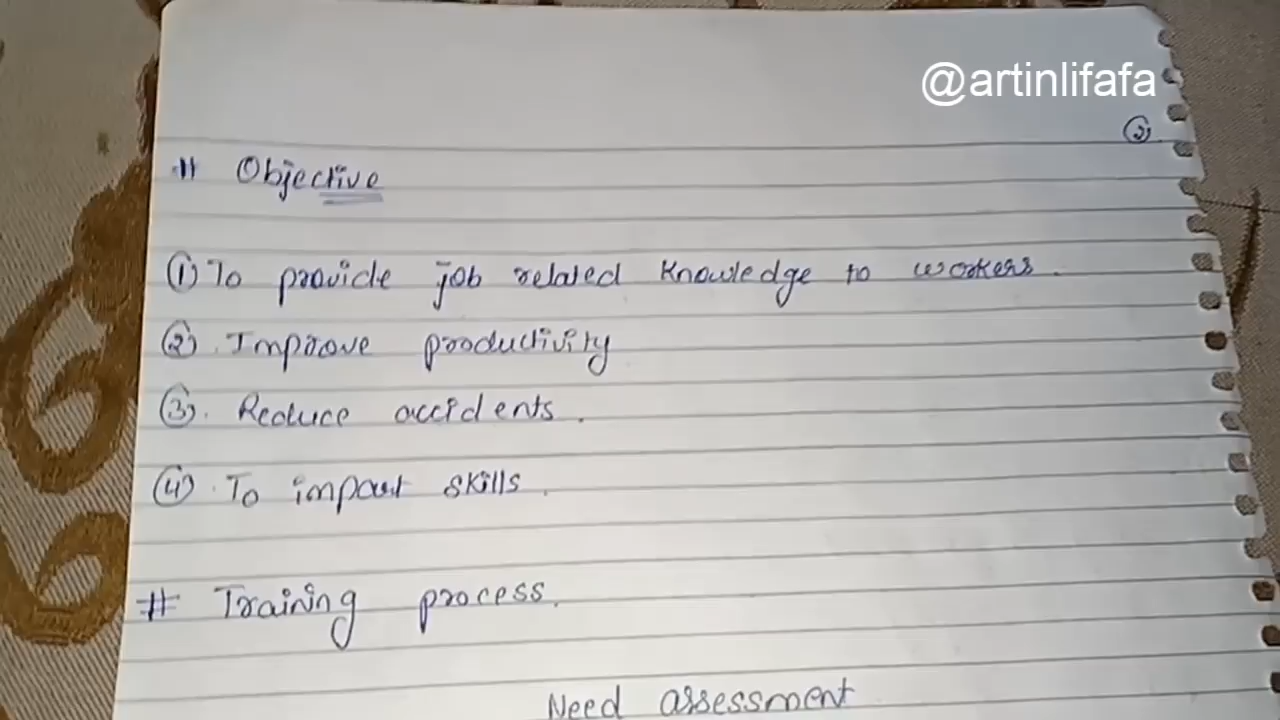 @artinlifafa
②
# Objective
① To provide job related knowledge to workers.
②. Improve productivity
③. Reduce accidents.
④. To impart skills.
# Training process.
Need assessment